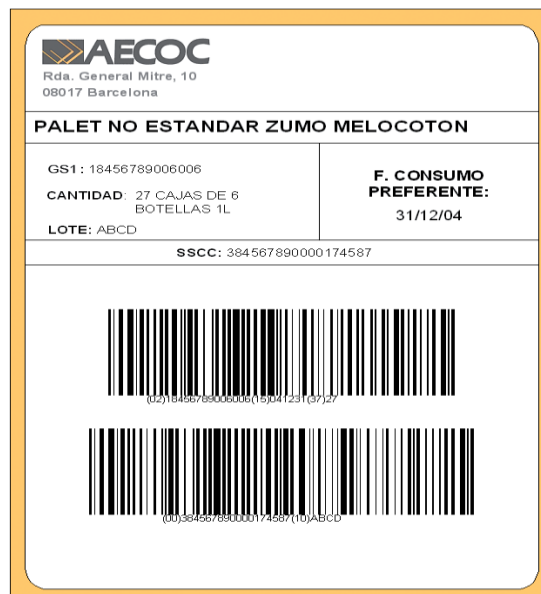 AECOC
Rda. General Mitre, 10
08017 Barcelona
PALET NO ESTANDAR ZUMO MELOCOTON
GS1: 18456789006006
CANTIDAD: 27 CAJAS DE 6
BOTELLAS 1L
LOTE: ABCD
F. CONSUMO
PREFERENTE:
31/12/04
SSCC: 384567890000174587
(02)18456789006006(15)041231(37)27
(00)384567890000174587(10)ABCD